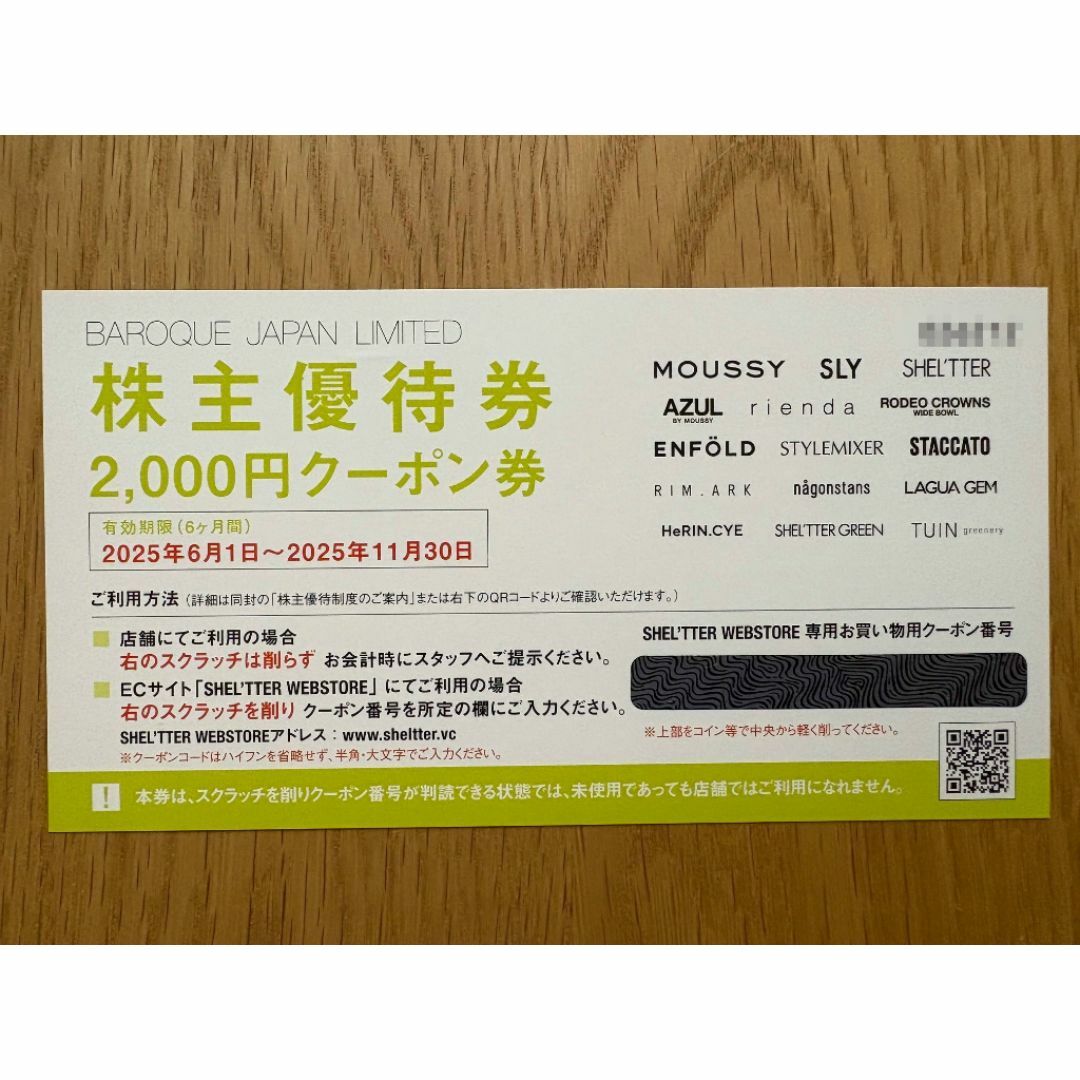 BAROQUE JAPAN LIMITED
株主優待券
2,000円クーポン券
有効期限(6ヶ月間)
2025年6月1日〜2025年11月30日
MOUSSY SLY SHEL'TTER
AZUL BY MOUSSY rienda RODEO CROWNS WIDE BOWL
ENFÖLD STYLEMIXER STACCATO
RIM.ARK någonstans LAGUA GEM
HeRIN.CYE SHEL'TTER GREEN TUIN greenery
ご利用方法(詳細は同封の「株主優待制度のご案内」または右下のQRコードよりご確認いただけます。)
店舗にてご利用の場合
右のスクラッチは削らず お会計時にスタッフへご提示ください。
ECサイト「SHEL'TTER WEBSTORE」にてご利用の場合
右のスクラッチを削り クーポン番号を所定の欄にご入力ください。
SHEL'TTER WEBSTOREアドレス:www.sheltter.vc
※クーポンコードはハイフンを省略せず、半角・大文字でご入力ください。
SHEL'TTER WEBSTORE 専用お買い物用クーポン番号
※上部をコイン等で中央から軽く削ってください。
! 本券は、スクラッチを削りクーポン番号が判読できる状態では、未使用であっても店舗ではご利用になれません。